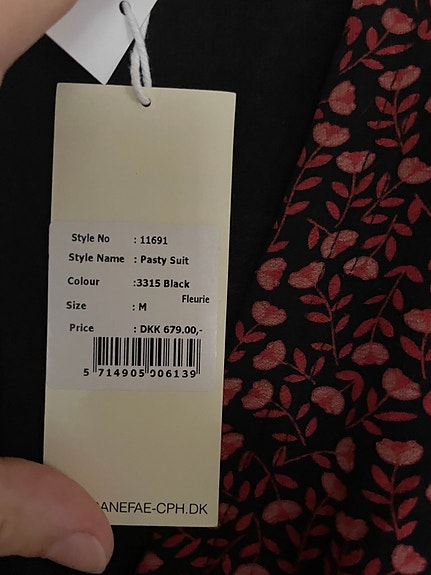 Style No : 11691
Style Name : Pasty Suit
Colour :3315 Black
Fleurie
Size : M
Price : DKK 679.00,-
5 714905 006139
ANEFAE-CPH.DK